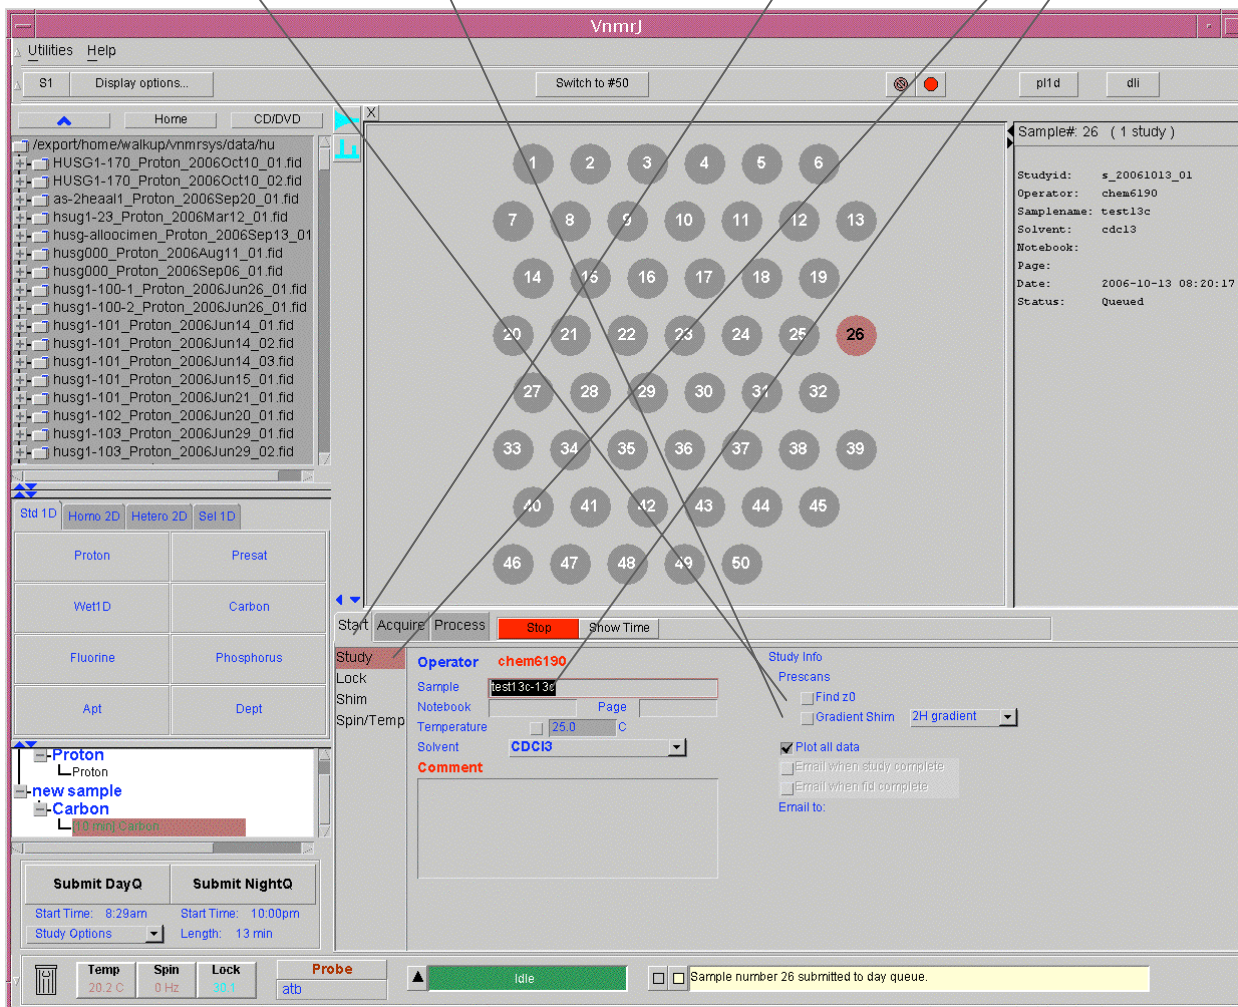 VnmrJ
Utilities Help
S1 Display options... Switch to #50 pl1d dli
Home CD/DVD
/export/home/walkup/vnmrsys/data/hu
HUSG1-170_Proton_2006Oct10_01.fid
HUSG1-170_Proton_2006Oct10_02.fid
as-2heaal1_Proton_2006Sep20_01.fid
hsug1-23_Proton_2006Mar12_01.fid
husg-alloocimen_Proton_2006Sep13_01
husg000_Proton_2006Aug11_01.fid
husg000_Proton_2006Sep06_01.fid
husg1-100-1_Proton_2006Jun26_01.fid
husg1-100-2_Proton_2006Jun26_01.fid
husg1-101_Proton_2006Jun14_01.fid
husg1-101_Proton_2006Jun14_02.fid
husg1-101_Proton_2006Jun14_03.fid
husg1-101_Proton_2006Jun15_01.fid
husg1-101_Proton_2006Jun21_01.fid
husg1-102_Proton_2006Jun20_01.fid
husg1-103_Proton_2006Jun29_01.fid
husg1-103_Proton_2006Jun29_02.fid
X
1 2 3 4 5 6
7 8 9 10 11 12 13
14 15 16 17 18 19
20 21 22 23 24 25 26
27 28 29 30 31 32
33 34 35 36 37 38 39
40 41 42 43 44 45
46 47 48 49 50
Sample#: 26 ( 1 study )
Studyid: s_20061013_01
Operator: chem6190
Samplename: test13c
Solvent: cdcl3
Notebook:
Page:
Date: 2006-10-13 08:20:17
Status: Queued
Std 1D Homo 2D Hetero 2D Sel 1D
Proton Presat
Wet1D Carbon
Fluorine Phosphorus
Apt Dept
Proton
Proton
new sample
Carbon
[10 min] Carbon
Submit DayQ Submit NightQ
Start Time: 8:29am Start Time: 10:00pm
Study Options Length: 13 min
Start Acquire Process Stop Show Time
Study
Lock
Shim
Spin/Temp
Operator chem6190
Sample test13c-13c
Notebook Page
Temperature 25.0 C
Solvent CDCl3
Comment
Study Info
Prescans
Find z0
Gradient Shim 2H gradient
Plot all data
Email when study complete
Email when fid complete
Email to:
Temp Spin Lock Probe
20.2 C 0 Hz 30.1 atb
Idle
Sample number 26 submitted to day queue.